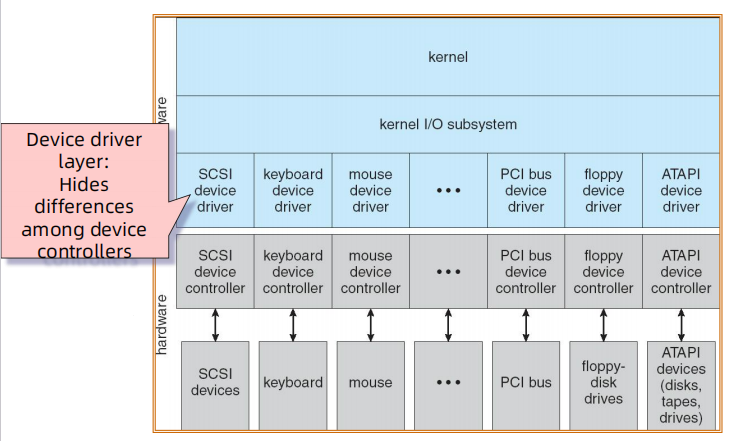 kernel
kernel I/O subsystem
ware
Device driver
layer:
Hides
differences
among device
controllers
SCSI
device
driver
keyboard
device
driver
mouse
device
driver
•••
PCI bus
device
driver
floppy
device
driver
ATAPI
device
driver
SCSI
device
controller
keyboard
device
controller
mouse
device
controller
•••
PCI bus
device
controller
floppy
device
controller
ATAPI
device
controller
hardware
SCSI
devices
keyboard
mouse
•••
PCI bus
floppy-
disk
drives
ATAPI
devices
(disks,
tapes,
drives)